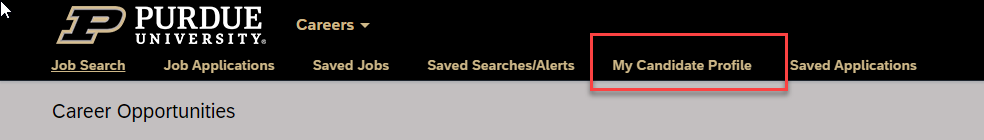 PURDUE
UNIVERSITY®
Careers
Job Search Job Applications Saved Jobs Saved Searches/Alerts My Candidate Profile Saved Applications
Career Opportunities